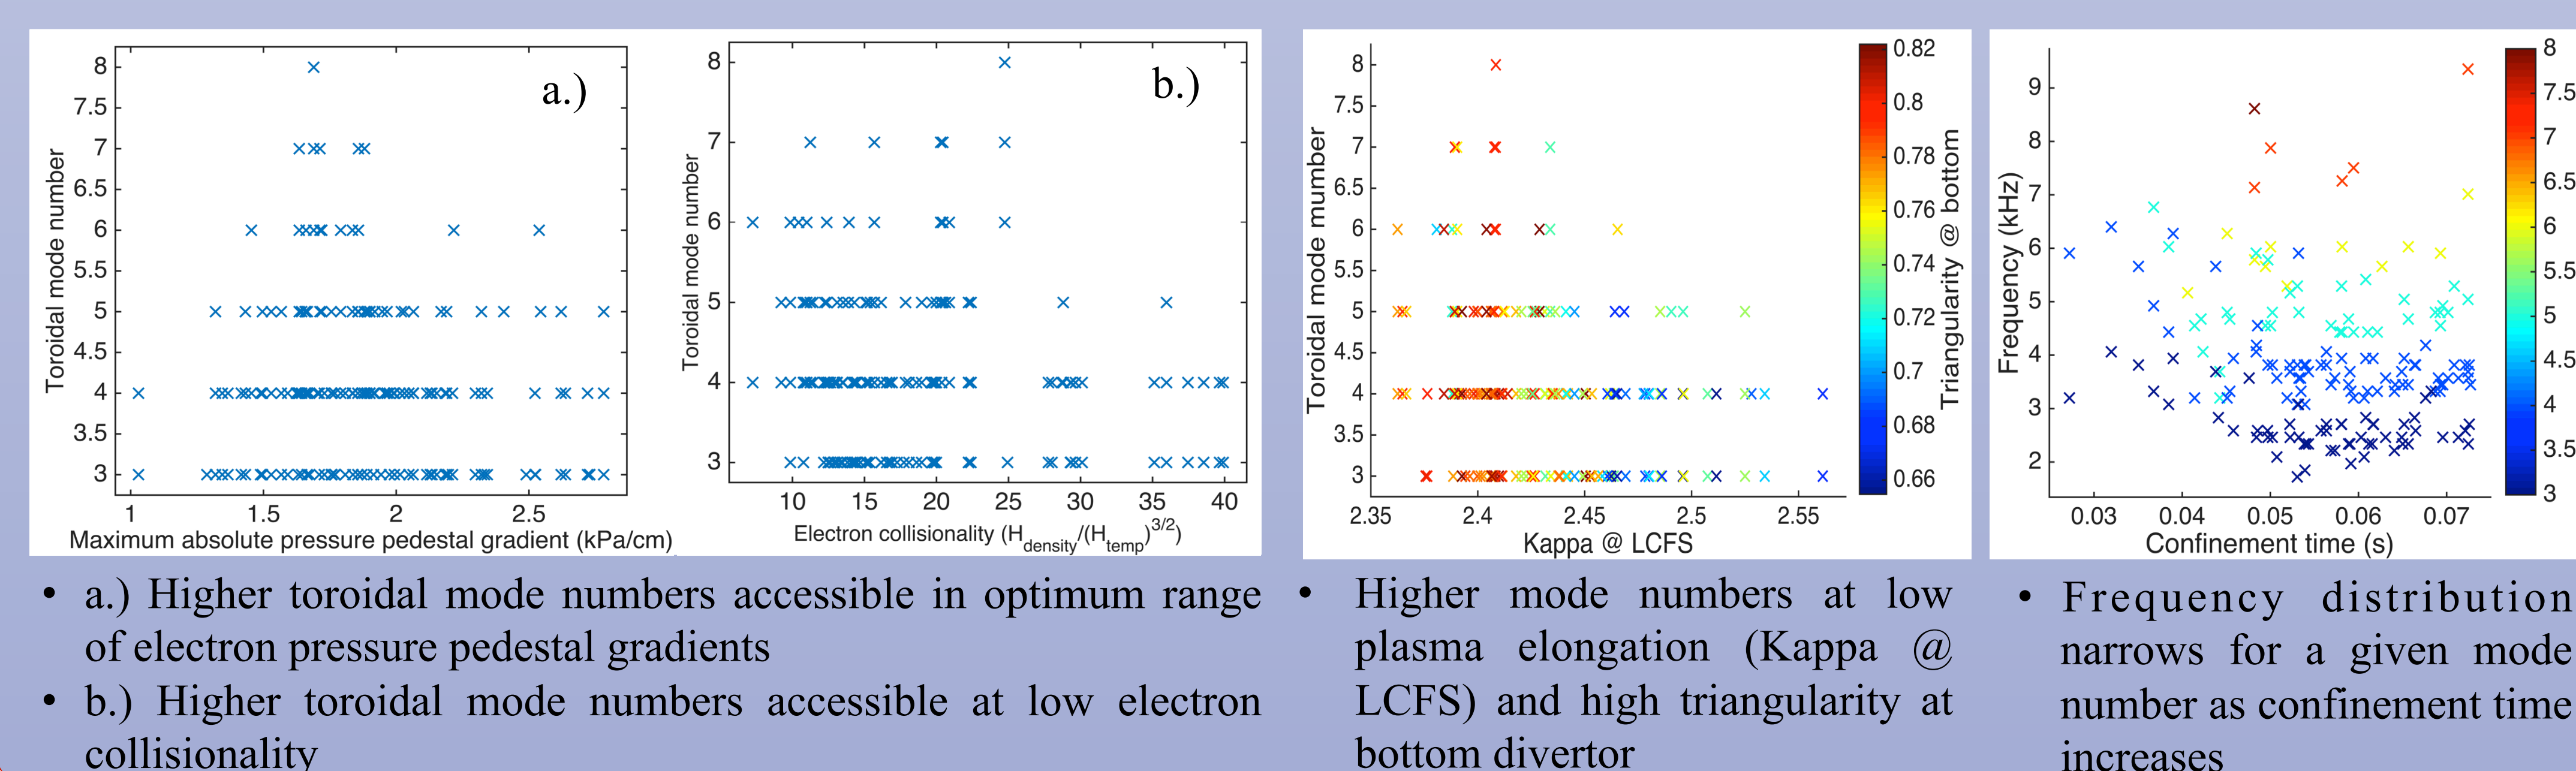 8
7.5
7
6.5
6
5.5
5
4.5
4
3.5
3
Toroidal mode number
a.)
1 1.5 2 2.5
Maximum absolute pressure pedestal gradient (kPa/cm)
8
7
6
5
4
3
Toroidal mode number
b.)
10 15 20 25 30 35 40
Electron collisionality (H_density/(H_temp)^3/2)
8
7.5
7
6.5
6
5.5
5
4.5
4
3.5
3
Toroidal mode mumber
2.35 2.4 2.45 2.5 2.55
Kappa @ LCFS
0.82
0.8
0.78
0.76
0.74
0.72
0.7
0.68
0.66
Triangularity @ bottom
9
8
7
6
5
4
3
2
Frequency (kHz)
0.03 0.04 0.05 0.06 0.07
Confinement time (s)
8
7.5
7
6.5
6
5.5
5
4.5
4
3.5
3
• a.) Higher toroidal mode numbers accessible in optimum range
of electron pressure pedestal gradients
• b.) Higher toroidal mode numbers accessible at low electron
collisionality
• Higher mode numbers at low
plasma elongation (Kappa @
LCFS) and high triangularity at
bottom divertor
• Frequency distribution
narrows for a given mode
number as confinement time
increases